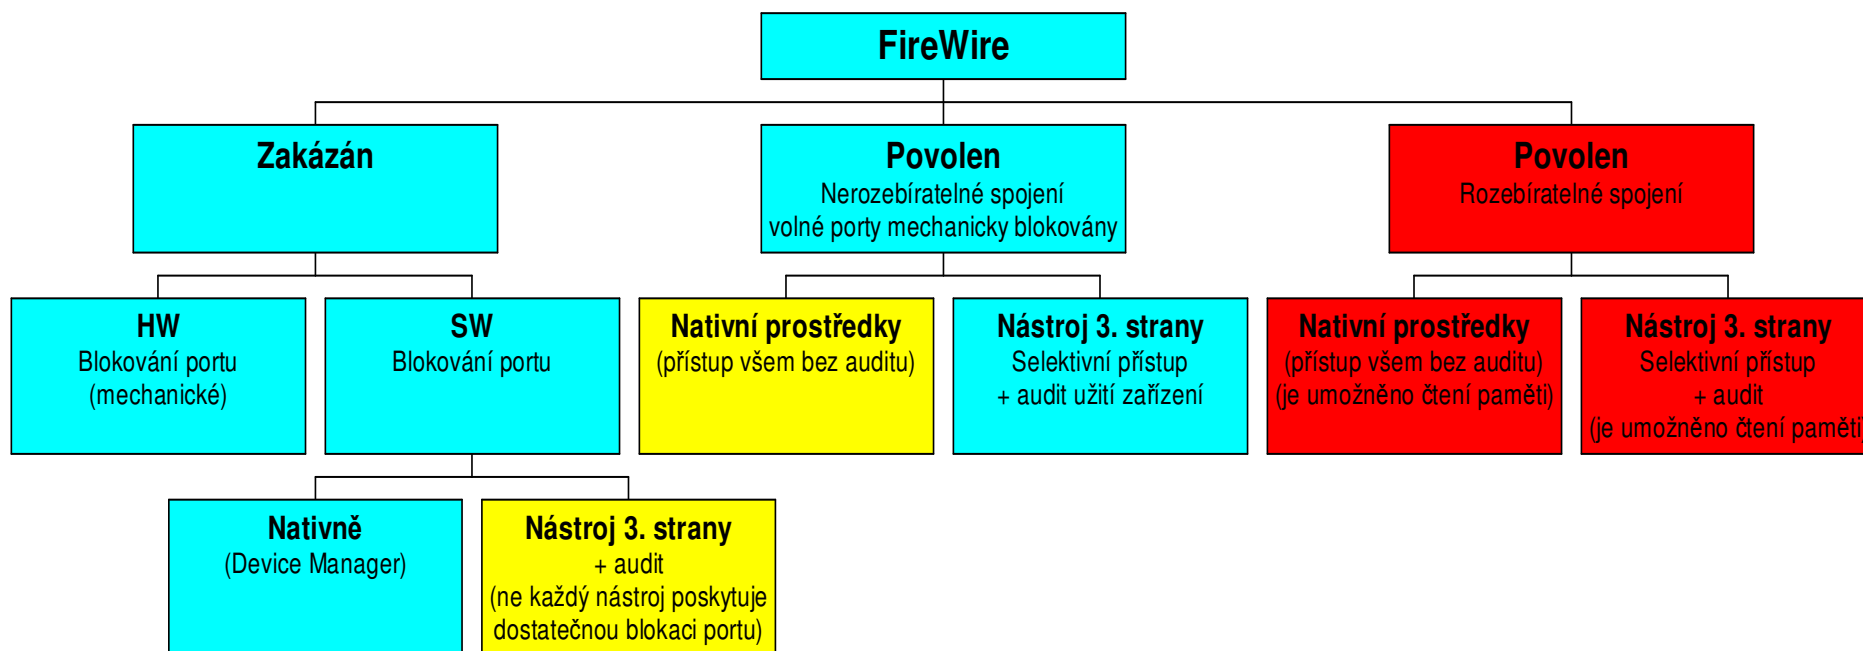 FireWire
Zakázán
Povolen
Nerozebíratelné spojení
volné porty mechanicky blokovány
Povolen
Rozebíratelné spojení
HW
Blokování portu
(mechanické)
SW
Blokování portu
Nativní prostředky
(přístup všem bez auditu)
Nástroj 3. strany
Selektivní přístup
+ audit užití zařízení
Nativní prostředky
(přístup všem bez auditu)
(je umožněno čtení paměti)
Nástroj 3. strany
Selektivní přístup
+ audit
(je umožněno čtení paměti)
Nativně
(Device Manager)
Nástroj 3. strany
+ audit
(ne každý nástroj poskytuje
dostatečnou blokaci portu)